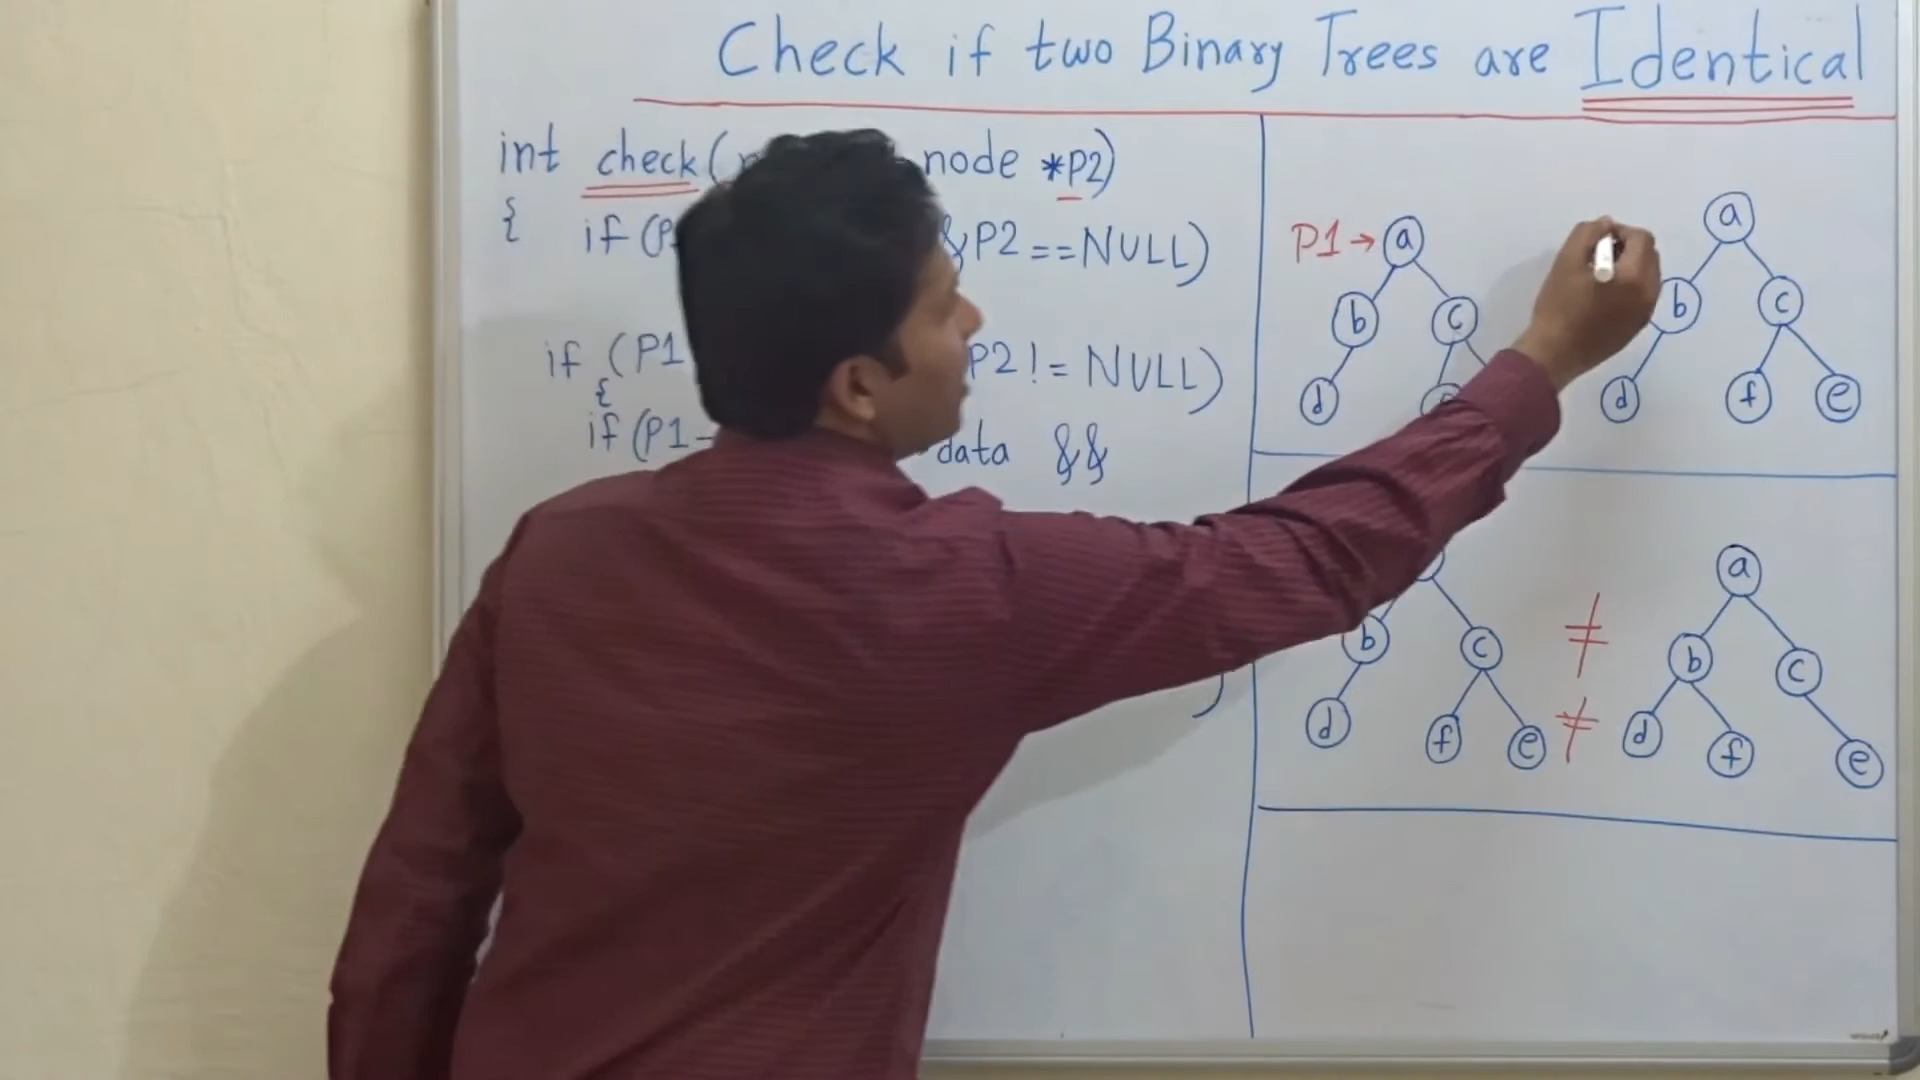 Check if two Binary Trees are Identical
int check( node *P2)
{ if (P &P2==NULL)
if (P1 P2 != NULL)
{
if (P1- data &&
)
P1 → a
b c
d
a
b c
d f e
b c
d f e
≠
≠
a
b c
d f e